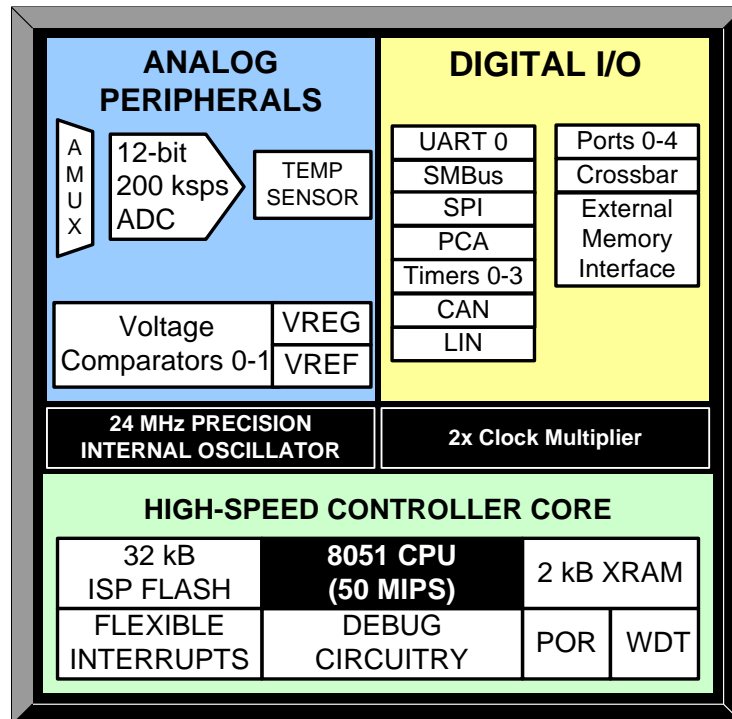 ANALOG
PERIPHERALS
A
M
U
X
12-bit
200 ksps
ADC
TEMP
SENSOR
Voltage
Comparators 0-1
VREG
VREF
DIGITAL I/O
UART 0
SMBus
SPI
PCA
Timers 0-3
CAN
LIN
Ports 0-4
Crossbar
External
Memory
Interface
24 MHz PRECISION
INTERNAL OSCILLATOR
2x Clock Multiplier
HIGH-SPEED CONTROLLER CORE
32 kB
ISP FLASH
8051 CPU
(50 MIPS)
2 kB XRAM
FLEXIBLE
INTERRUPTS
DEBUG
CIRCUITRY
POR
WDT